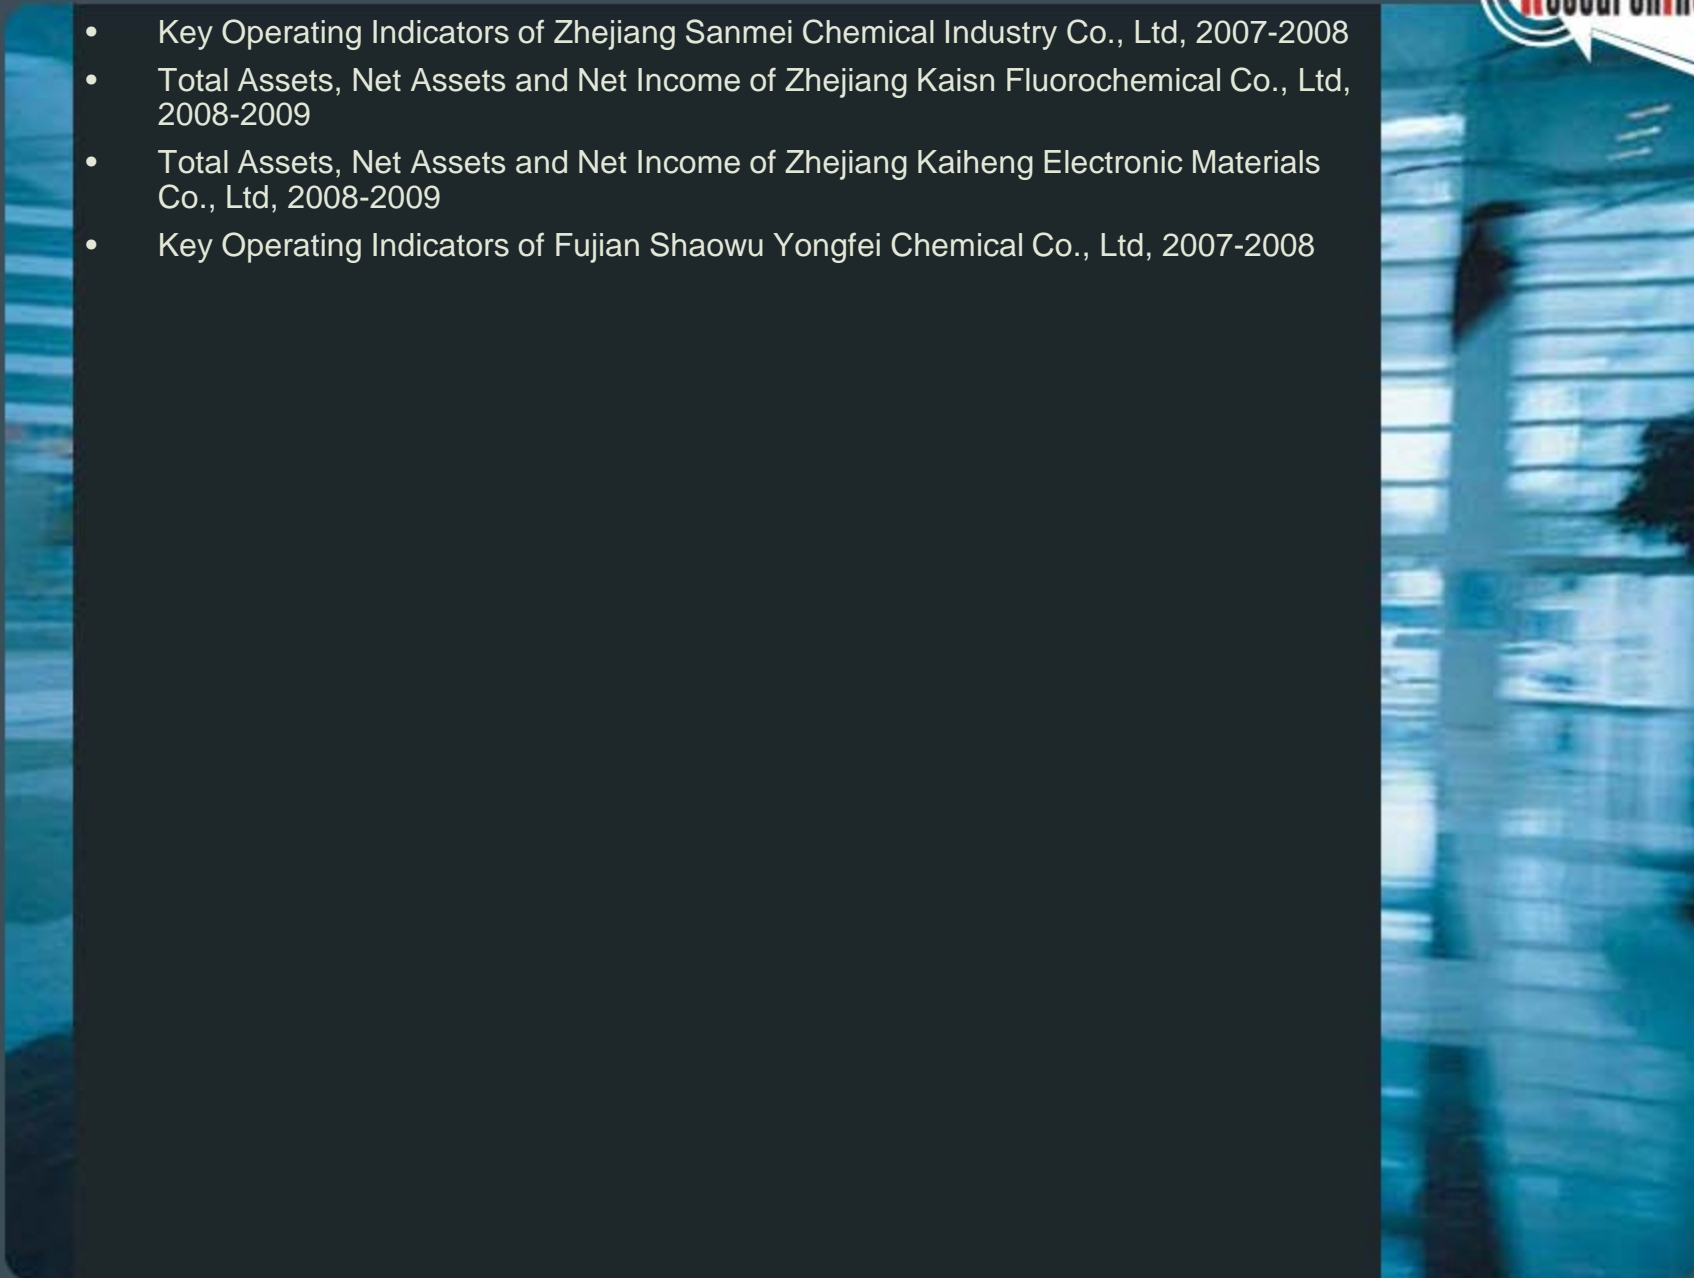 • Key Operating Indicators of Zhejiang Sanmei Chemical Industry Co., Ltd, 2007-2008
• Total Assets, Net Assets and Net Income of Zhejiang Kaisn Fluorochemical Co., Ltd,
2008-2009
• Total Assets, Net Assets and Net Income of Zhejiang Kaiheng Electronic Materials
Co., Ltd, 2008-2009
• Key Operating Indicators of Fujian Shaowu Yongfei Chemical Co., Ltd, 2007-2008